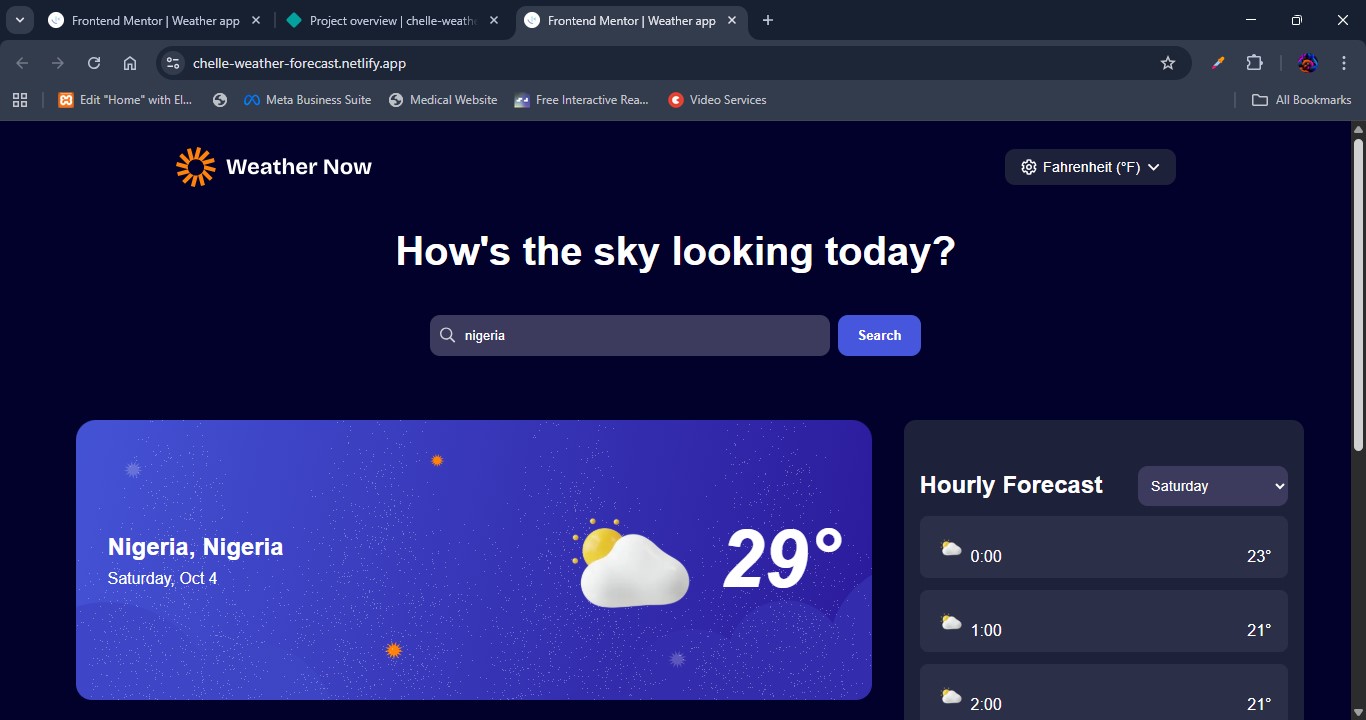 Frontend Mentor | Weather app
Project overview | chelle-weath
Frontend Mentor | Weather app
chelle-weather-forecast.netlify.app
Edit "Home" with El...
Meta Business Suite
Medical Website
Free Interactive Rea...
Video Services
All Bookmarks
Weather Now
Fahrenheit (°F)
How's the sky looking today?
nigeria
Search
Nigeria, Nigeria
Saturday, Oct 4
29°
Hourly Forecast
Saturday
0:00 23°
1:00 21°
2:00 21°